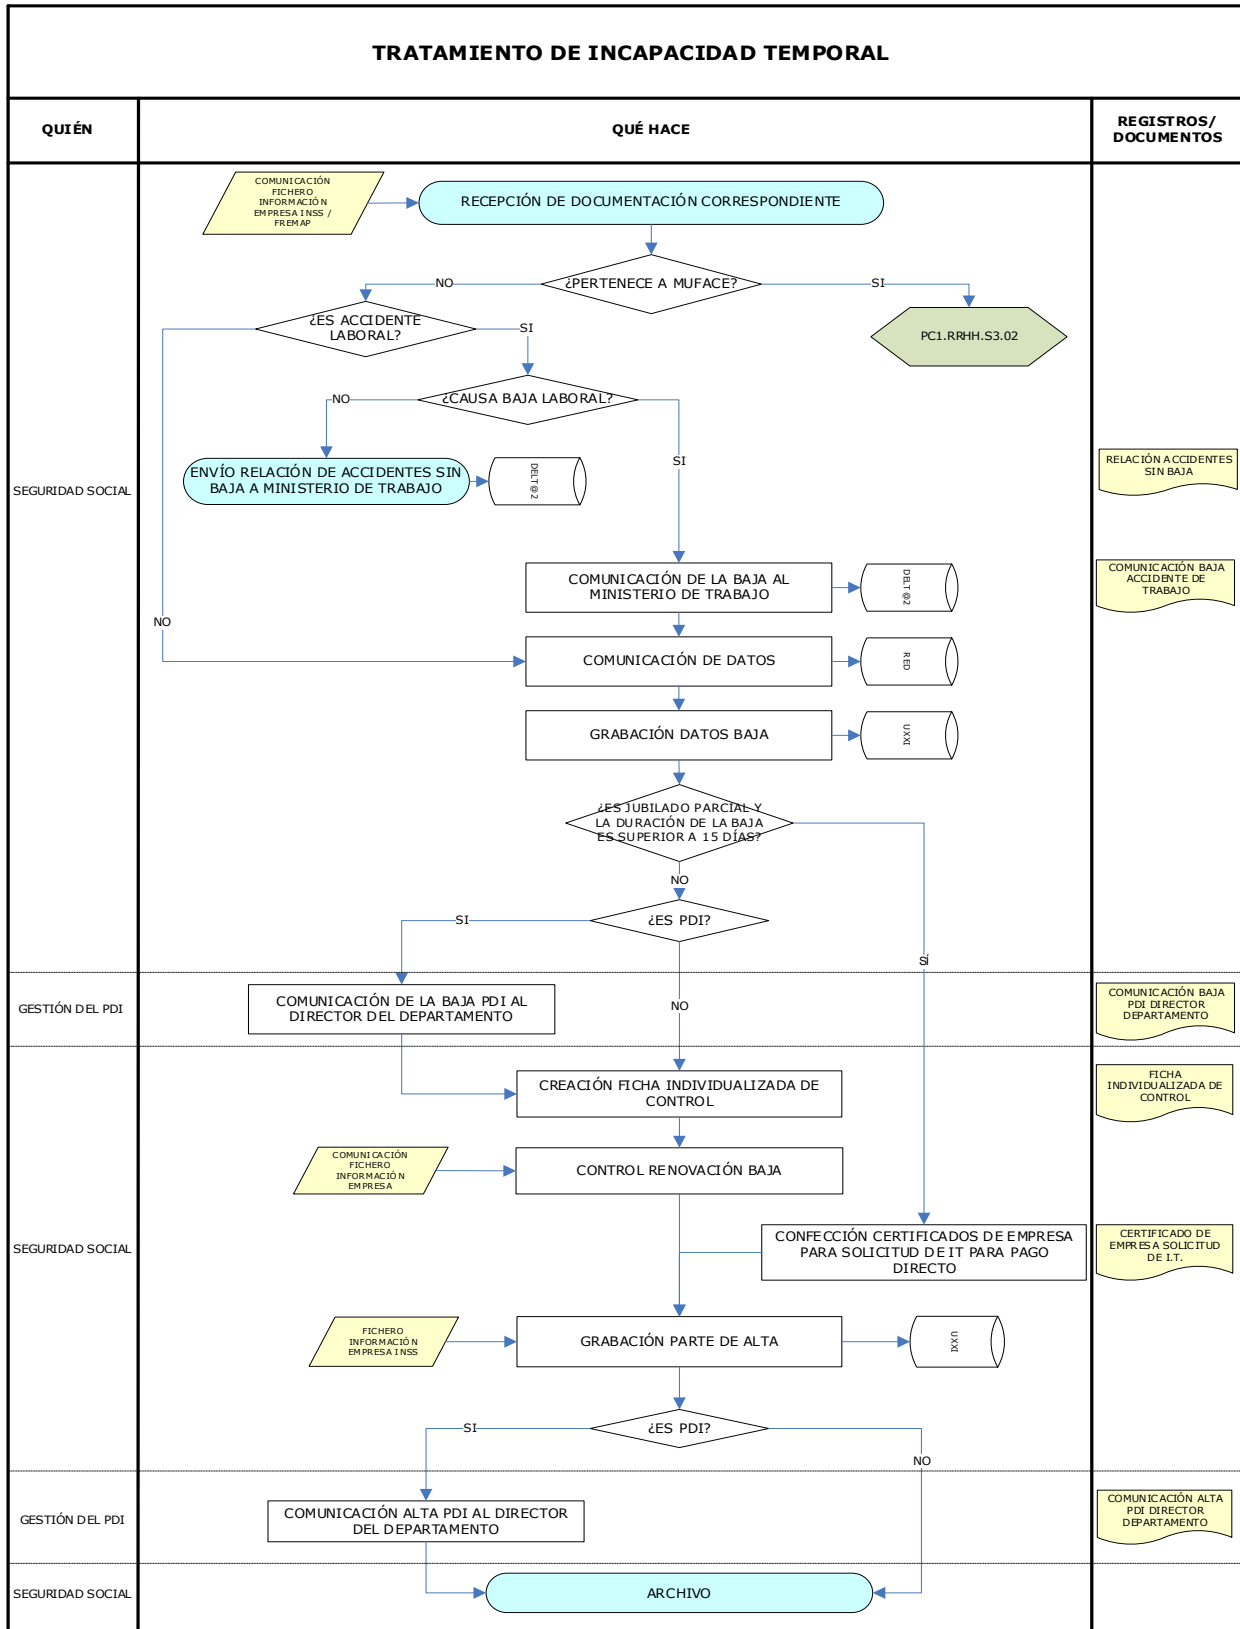 TRATAMIENTO DE INCAPACIDAD TEMPORAL
QUIÉN
QUÉ HACE
REGISTROS/
DOCUMENTOS
COMUNICACIÓN
FICHERO
INFORMACIÓN
EMPRESA INSS /
FREMAP
RECEPCIÓN DE DOCUMENTACIÓN CORRESPONDIENTE
¿PERTENECE A MUFACE?
NO
SI
¿ES ACCIDENTE
LABORAL?
SI
PC1.RRHH.S3.02
¿CAUSA BAJA LABORAL?
NO
SI
ENVÍO RELACIÓN DE ACCIDENTES SIN
BAJA A MINISTERIO DE TRABAJO
DELT@2
RELACIÓN ACCIDENTES
SIN BAJA
SEGURIDAD SOCIAL
COMUNICACIÓN DE LA BAJA AL
MINISTERIO DE TRABAJO
DELT@2
COMUNICACIÓN BAJA
ACCIDENTE DE
TRABAJO
NO
COMUNICACIÓN DE DATOS
RED
GRABACIÓN DATOS BAJA
UXXI
¿ES JUBILADO PARCIAL Y
LA DURACIÓN DE LA BAJA
ES SUPERIOR A 15 DÍAS?
NO
¿ES PDI?
SI
SÍ
GESTIÓN DEL PDI
COMUNICACIÓN DE LA BAJA PDI AL
DIRECTOR DEL DEPARTAMENTO
NO
COMUNICACIÓN BAJA
PDI DIRECTOR
DEPARTAMENTO
CREACIÓN FICHA INDIVIDUALIZADA DE
CONTROL
FICHA
INDIVIDUALIZADA DE
CONTROL
COMUNICACIÓN
FICHERO
INFORMACIÓN
EMPRESA
CONTROL RENOVACIÓN BAJA
SEGURIDAD SOCIAL
CONFECCIÓN CERTIFICADOS DE EMPRESA
PARA SOLICITUD DE IT PARA PAGO
DIRECTO
CERTIFICADO DE
EMPRESA SOLICITUD
DE I.T.
FICHERO
INFORMACIÓN
EMPRESA INSS
GRABACIÓN PARTE DE ALTA
UXXI
¿ES PDI?
SI
NO
GESTIÓN DEL PDI
COMUNICACIÓN ALTA PDI AL DIRECTOR
DEL DEPARTAMENTO
COMUNICACIÓN ALTA
PDI DIRECTOR
DEPARTAMENTO
SEGURIDAD SOCIAL
ARCHIVO